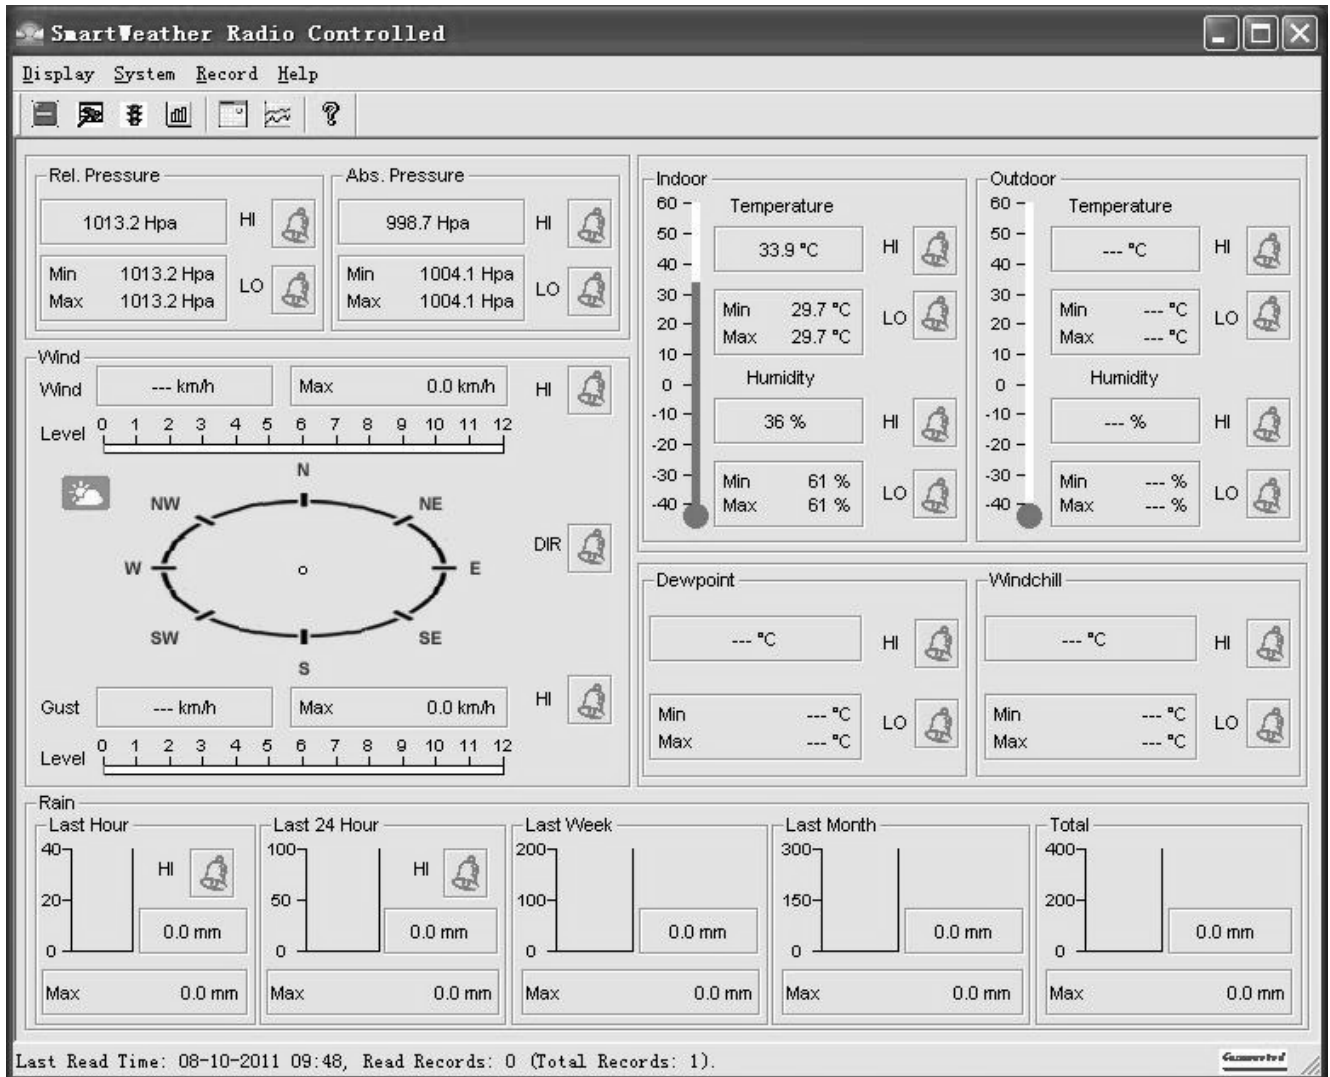 SmartWeather Radio Controlled
Display System Record Help
Rel. Pressure
1013.2 Hpa
HI
Min 1013.2 Hpa
Max 1013.2 Hpa
LO
Abs. Pressure
998.7 Hpa
HI
Min 1004.1 Hpa
Max 1004.1 Hpa
LO
Wind
Wind --- km/h Max 0.0 km/h HI
Level 0 1 2 3 4 5 6 7 8 9 10 11 12
N
NW NE
W E
SW SE
S
DIR
Gust --- km/h Max 0.0 km/h HI
Level 0 1 2 3 4 5 6 7 8 9 10 11 12
Indoor
60
50
40
30
20
10
0
-10
-20
-30
-40
Temperature
33.9 °C
HI
Min 29.7 °C
Max 29.7 °C
LO
Humidity
36 %
HI
Min 61 %
Max 61 %
LO
Outdoor
60
50
40
30
20
10
0
-10
-20
-30
-40
Temperature
--- °C
HI
Min --- °C
Max --- °C
LO
Humidity
--- %
HI
Min --- %
Max --- %
LO
Dewpoint
--- °C
HI
Min --- °C
Max --- °C
LO
Windchill
--- °C
HI
Min --- °C
Max --- °C
LO
Rain
Last Hour
40
20
0
HI
0.0 mm
Max 0.0 mm
Last 24 Hour
100
50
0
HI
0.0 mm
Max 0.0 mm
Last Week
200
100
0
0.0 mm
Max 0.0 mm
Last Month
300
150
0
0.0 mm
Max 0.0 mm
Total
400
200
0
0.0 mm
Max 0.0 mm
Last Read Time: 08-10-2011 09:48, Read Records: 0 (Total Records: 1).